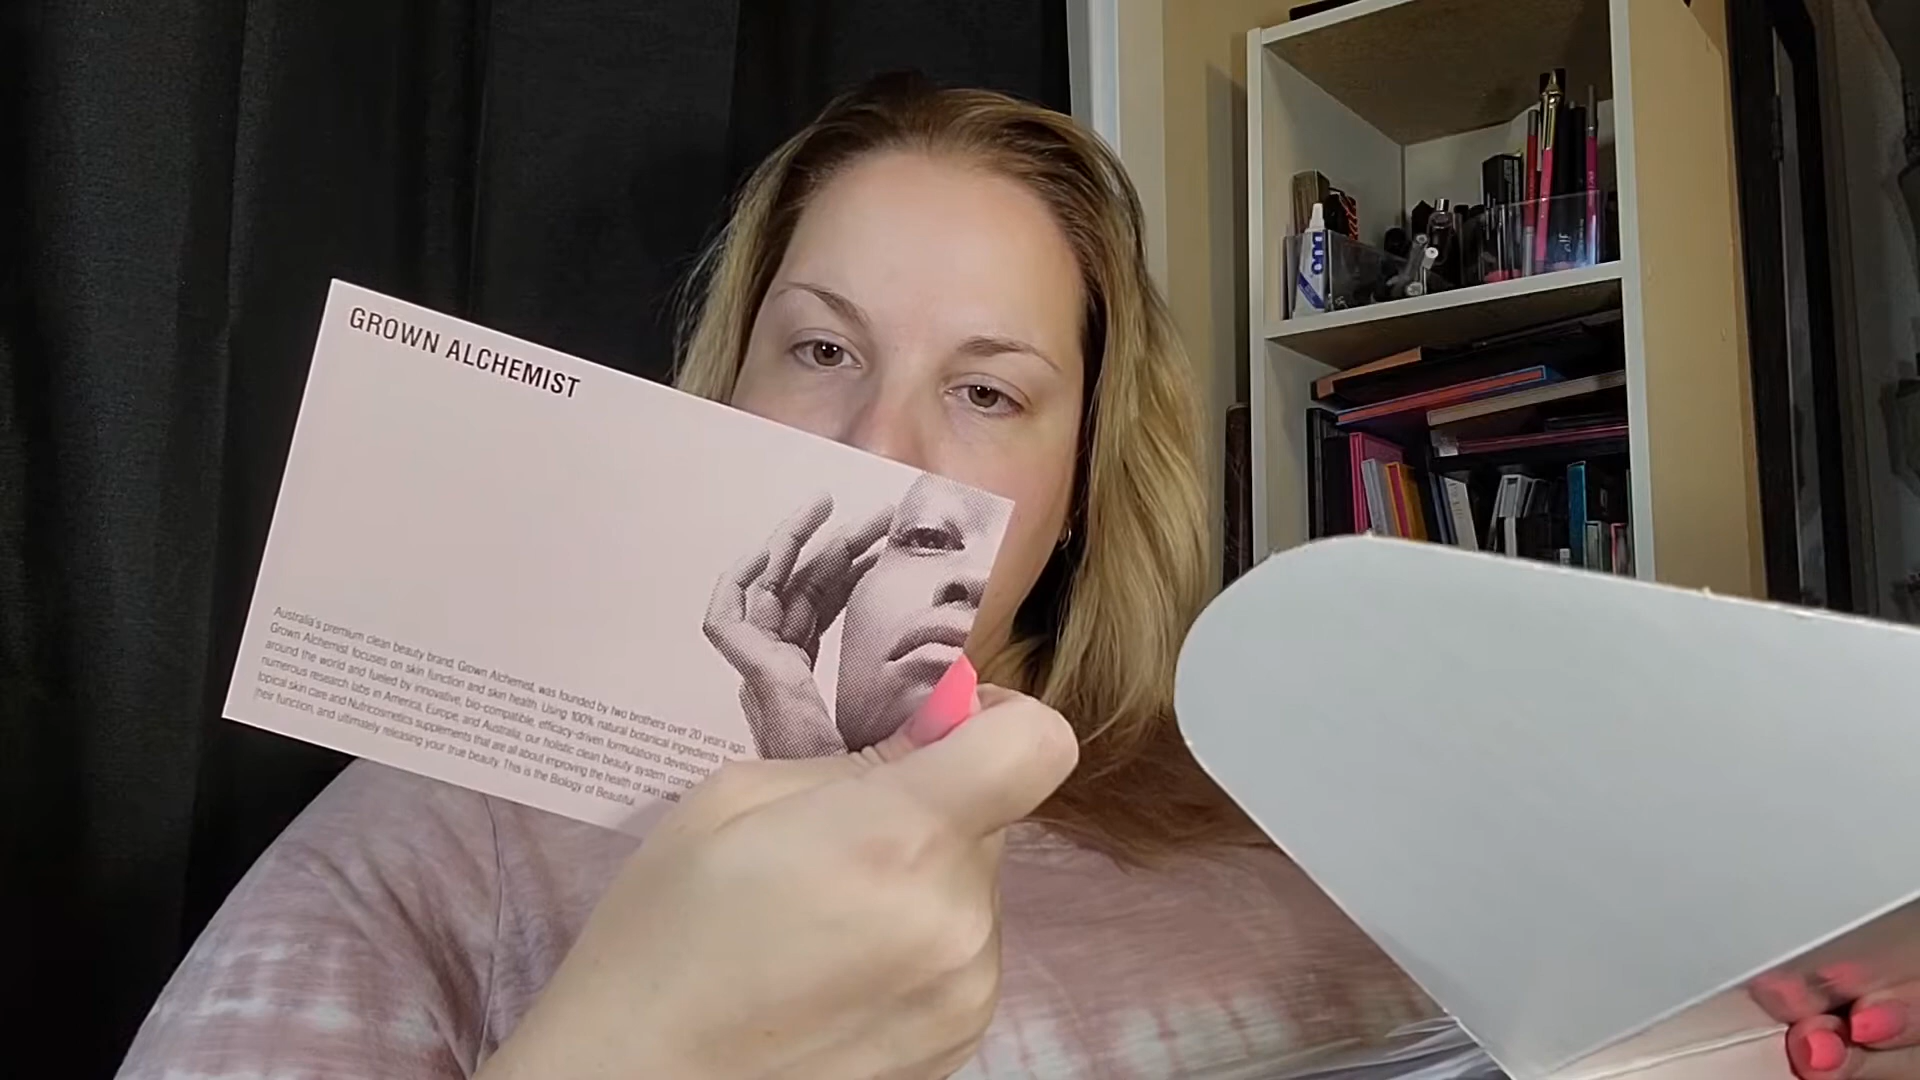 GROWN ALCHEMIST
Australia's premium clean beauty brand, Grown Alchemist, was founded by two brothers over 20 years ago.
Grown Alchemist focuses on skin function and skin health. Using 100% natural botanical ingredients
around the world and fueled by innovative, bio-compatible, efficacy-driven formulations developed
numerous research labs in America, Europe, and Australia, our holistic clean beauty system
topical skin care and Nutricosmetics supplements that are all about improving the health of skin cells
their function, and ultimately releasing your true beauty. This is the Biology of Beautiful
DUO
elf